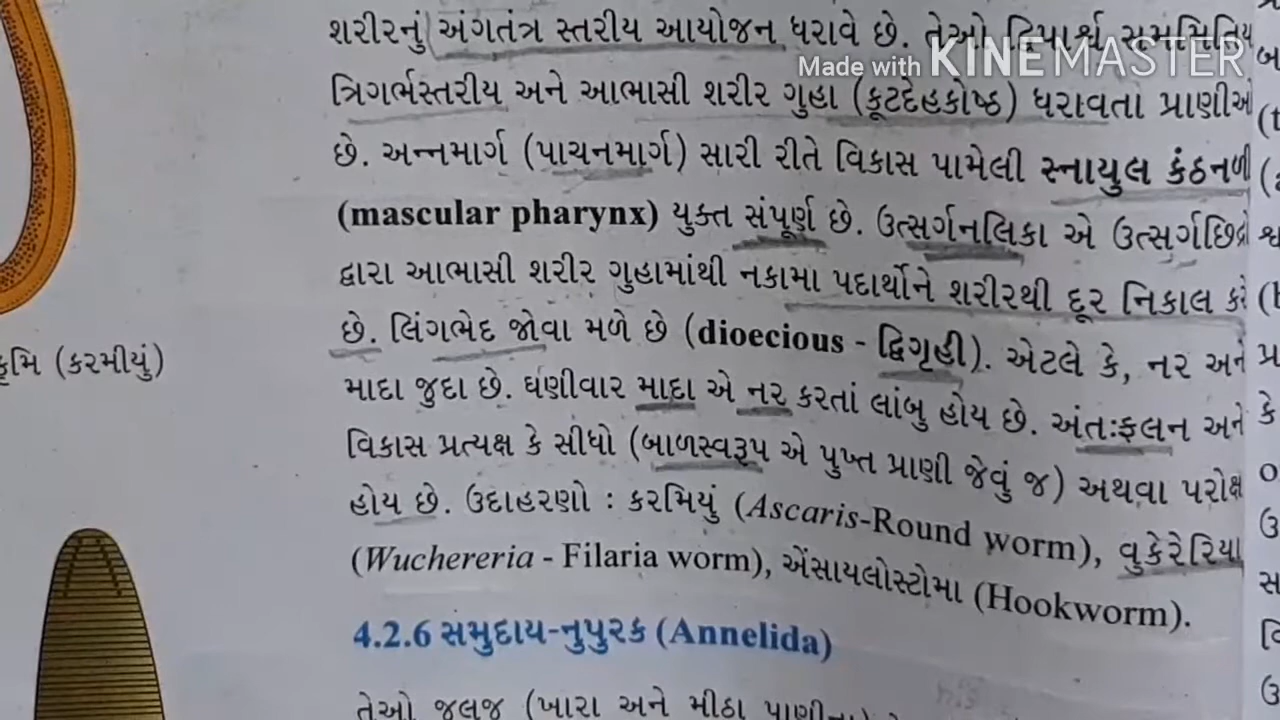 શરીરનું અંગતંત્ર સ્તરીય આયોજન ધરાવે છે. તેઓ દ્વિપાર્શ્વ સમમિતિય
Made with KINEMASTER
ત્રિગર્ભસ્તરીય અને આભાસી શરીર ગુહા (કૂટદેહકોષ્ઠ) ધરાવતા પ્રાણીઓ
છે. અન્નમાર્ગ (પાચનમાર્ગ) સારી રીતે વિકાસ પામેલી સ્નાયુલ કંઠનળી
(mascular pharynx) યુક્ત સંપૂર્ણ છે. ઉત્સર્ગનલિકા એ ઉત્સર્ગછિદ્રો
દ્વારા આભાસી શરીર ગુહામાંથી નકામા પદાર્થોને શરીરથી દૂર નિકાલ કરે
છે. લિંગભેદ જોવા મળે છે (dioecious - દ્વિગૃહી). એટલે કે, નર અને
કૃમિ (કરમીયું)
માદા જુદા છે. ઘણીવાર માદા એ નર કરતાં લાંબુ હોય છે. અંતઃફલન અને
વિકાસ પ્રત્યક્ષ કે સીધો (બાળસ્વરૂપ એ પુખ્ત પ્રાણી જેવું જ) અથવા પરોક્ષ
હોય છે. ઉદાહરણો : કરમિયું (Ascaris-Round worm), વુકેરેરિયા
(Wuchereria - Filaria worm), એંસાયલોસ્ટોમા (Hookworm).
4.2.6 સમુદાય-નુપુરક (Annelida)
તેઓ જલજ (ખારા અને મીઠા પાણીના)